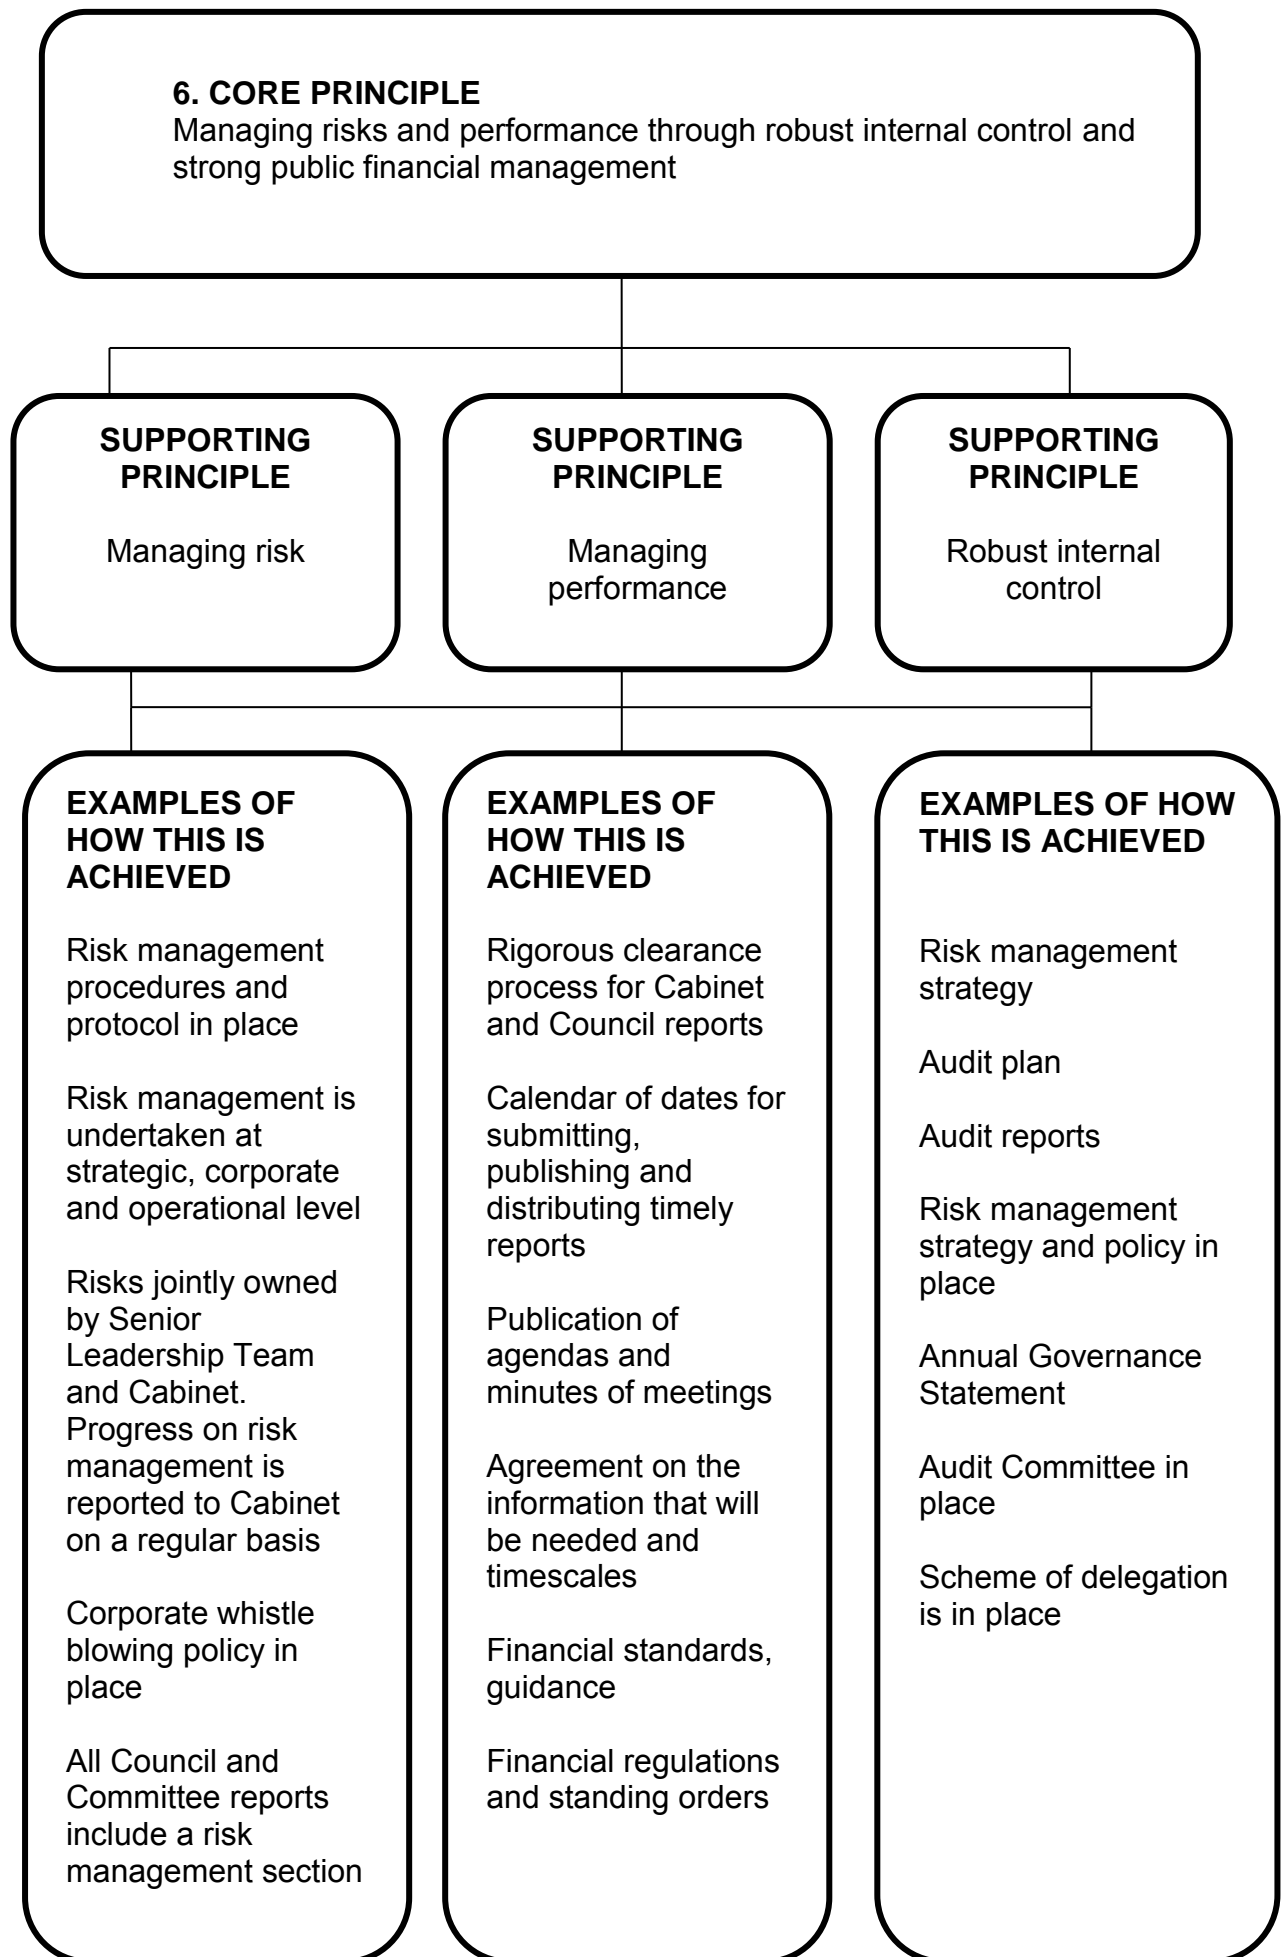 6. CORE PRINCIPLE
Managing risks and performance through robust internal control and
strong public financial management
SUPPORTING
PRINCIPLE
Managing risk
SUPPORTING
PRINCIPLE
Managing
performance
SUPPORTING
PRINCIPLE
Robust internal
control
EXAMPLES OF
HOW THIS IS
ACHIEVED
Risk management
procedures and
protocol in place
Risk management is
undertaken at
strategic, corporate
and operational level
Risks jointly owned
by Senior
Leadership Team
and Cabinet.
Progress on risk
management is
reported to Cabinet
on a regular basis
Corporate whistle
blowing policy in
place
All Council and
Committee reports
include a risk
management section
EXAMPLES OF
HOW THIS IS
ACHIEVED
Rigorous clearance
process for Cabinet
and Council reports
Calendar of dates for
submitting,
publishing and
distributing timely
reports
Publication of
agendas and
minutes of meetings
Agreement on the
information that will
be needed and
timescales
Financial standards,
guidance
Financial regulations
and standing orders
EXAMPLES OF HOW
THIS IS ACHIEVED
Risk management
strategy
Audit plan
Audit reports
Risk management
strategy and policy in
place
Annual Governance
Statement
Audit Committee in
place
Scheme of delegation
is in place